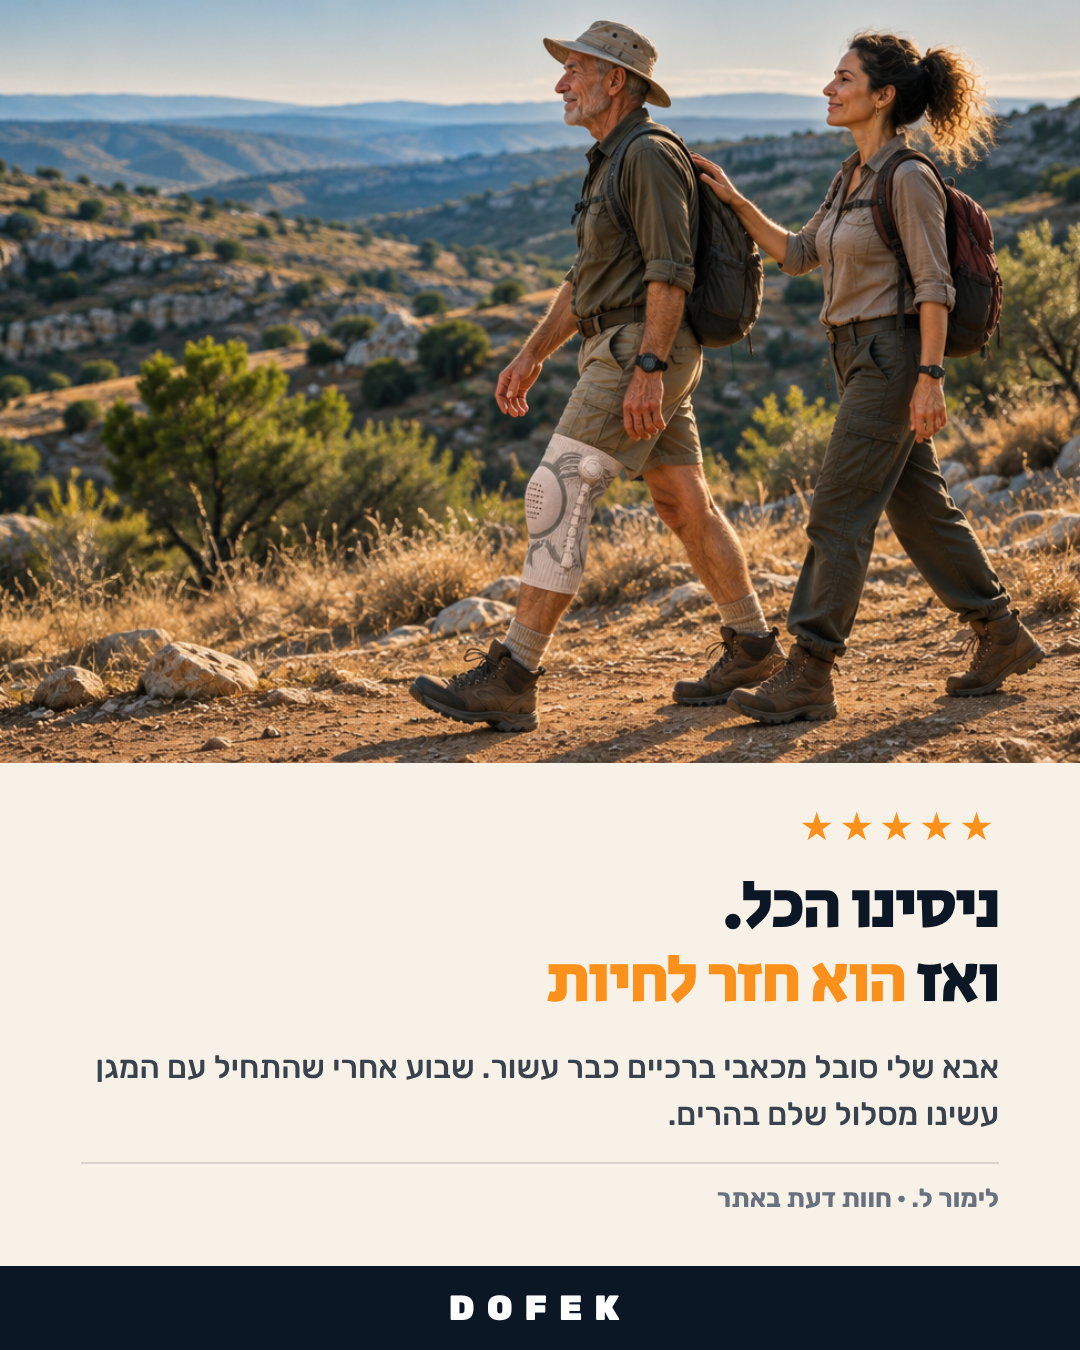 ★★★★★
ניסינו הכל.
ואז הוא חזר לחיות
אבא שלי סובל מכאבי ברכיים כבר עשור. שבוע אחרי שהתחיל עם המגן
עשינו מסלול שלם בהרים.
לימור ל. • חוות דעת באתר
DOFEK